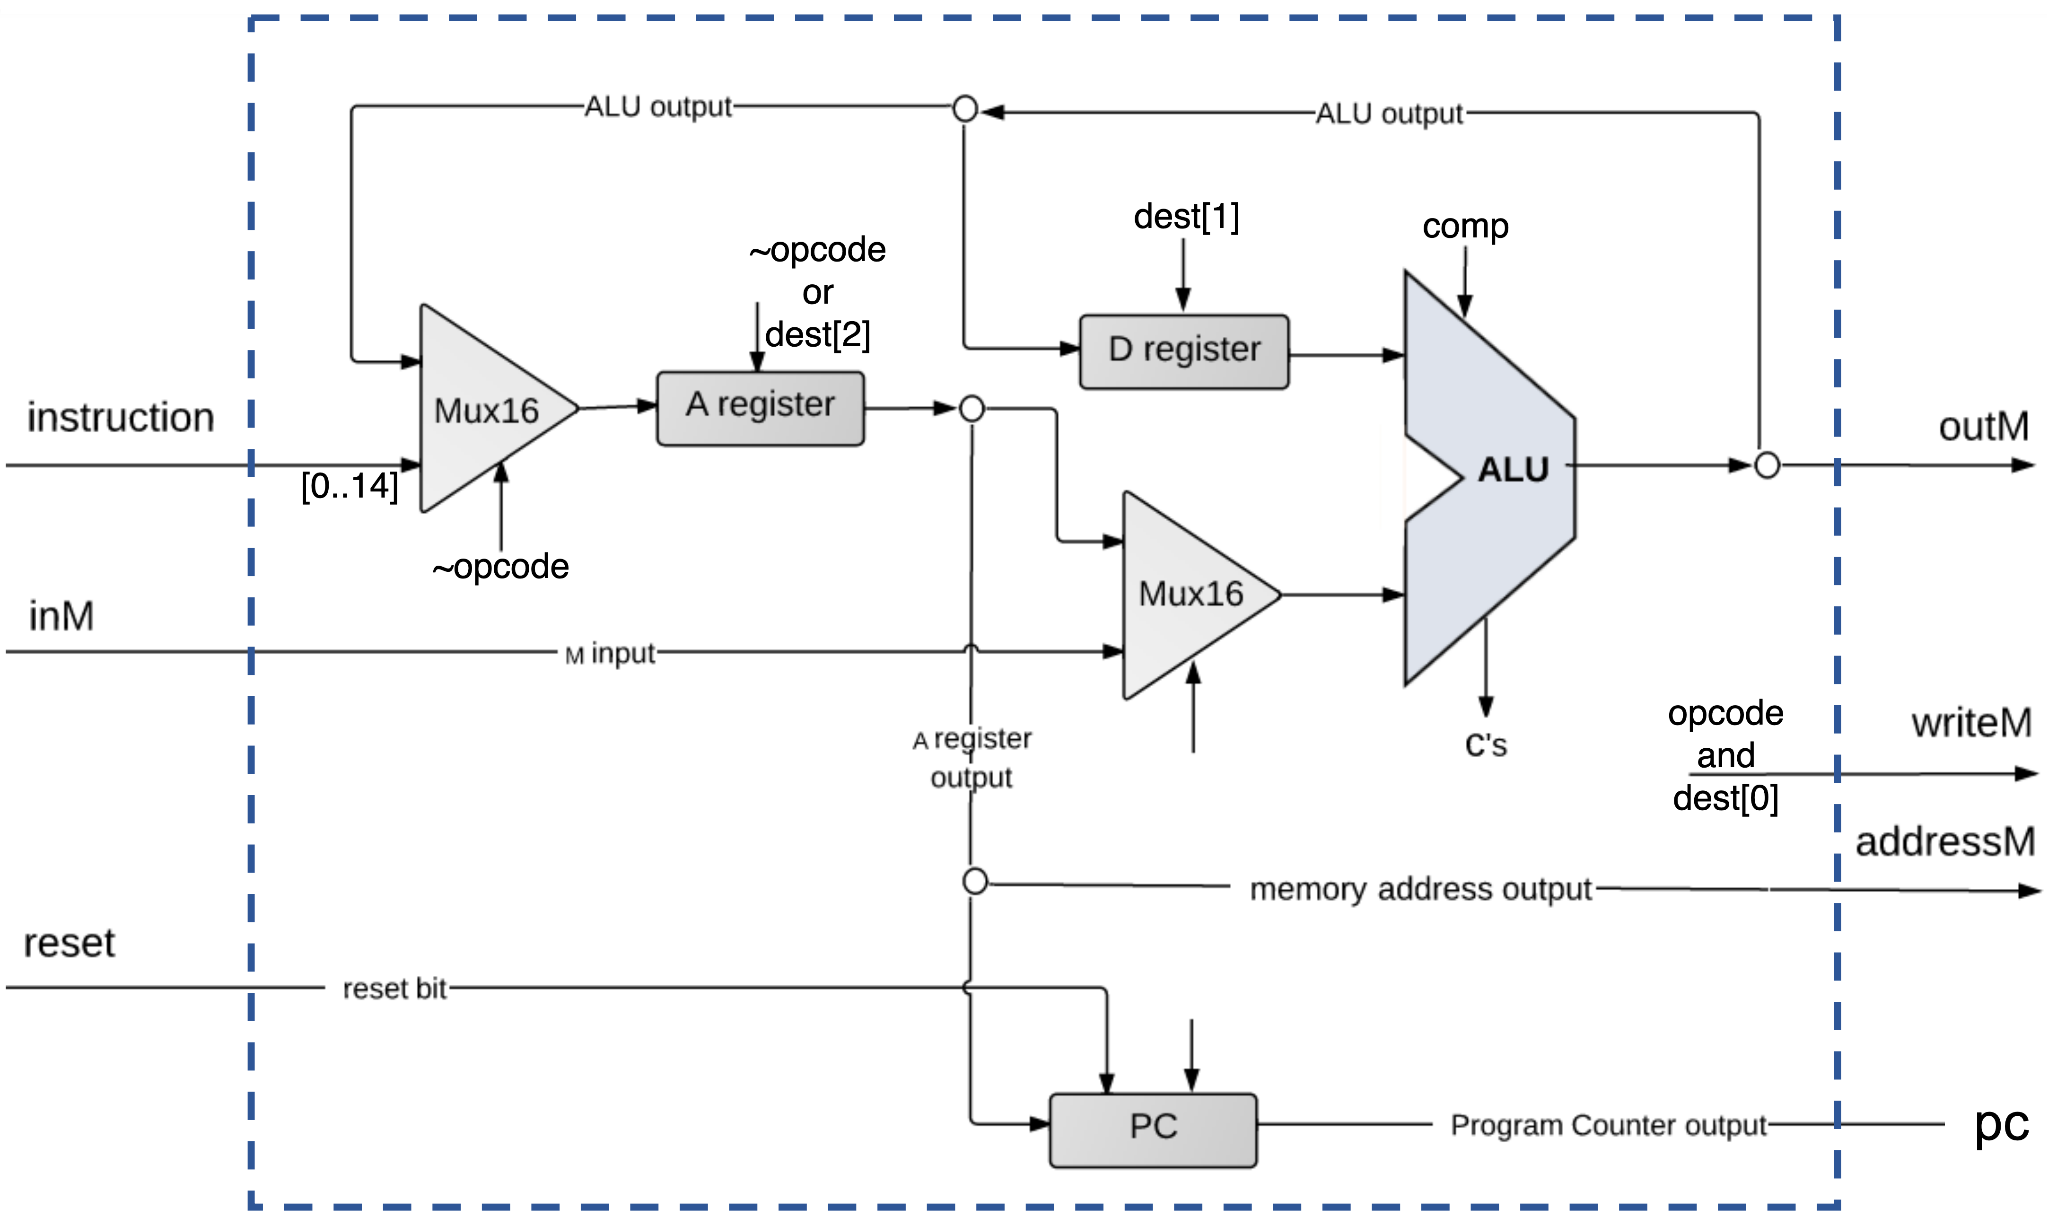 ALU output
ALU output
dest[1]
comp
~opcode
or
dest[2]
D register
instruction
Mux16
A register
outM
ALU
[0..14]
~opcode
inM
Mux16
M input
opcode
and
dest[0]
writeM
A register
output
c's
addressM
memory address output
reset
reset bit
PC
Program Counter output
pc